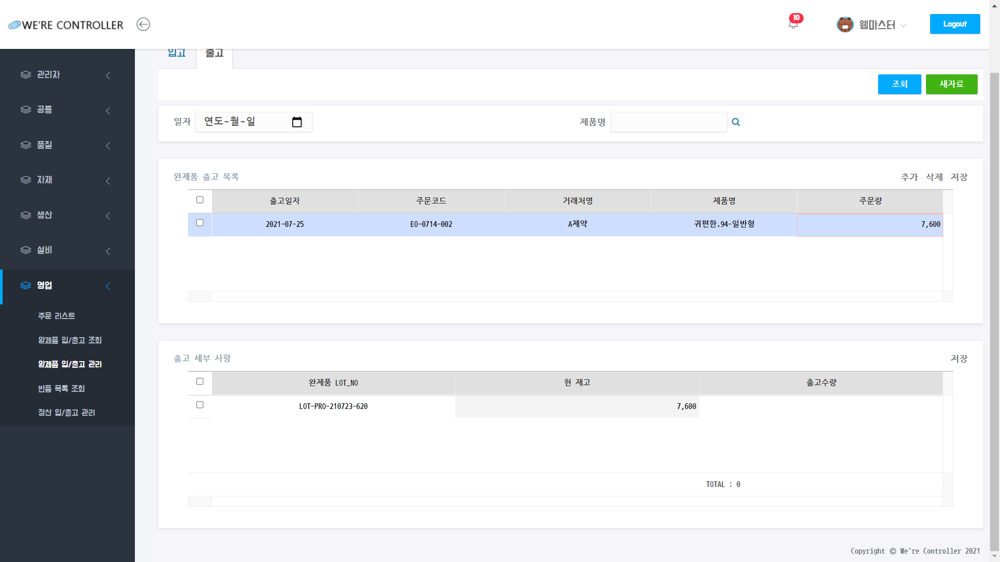 WE'RE CONTROLLER
10
웹마스터
Logout
입고
출고
관리자
공통
품질
자재
생산
설비
영업
주문 리스트
완제품 입/출고 조회
완제품 입/출고 관리
반품 목록 조회
정산 입/출고 관리
조회 새자료
일자 연도-월-일
제품명
완제품 출고 목록
추가 삭제 저장
출고일자 주문코드 거래처명 제품명 주문량
2021-07-25 EO-0714-002 A제약 귀편한.94-일반형 7,600
출고 세부 사항
저장
완제품 LOT_NO 현 재고 출고수량
LOT-PRO-210723-620 7,600
TOTAL : 0
Copyright © We're Controller 2021